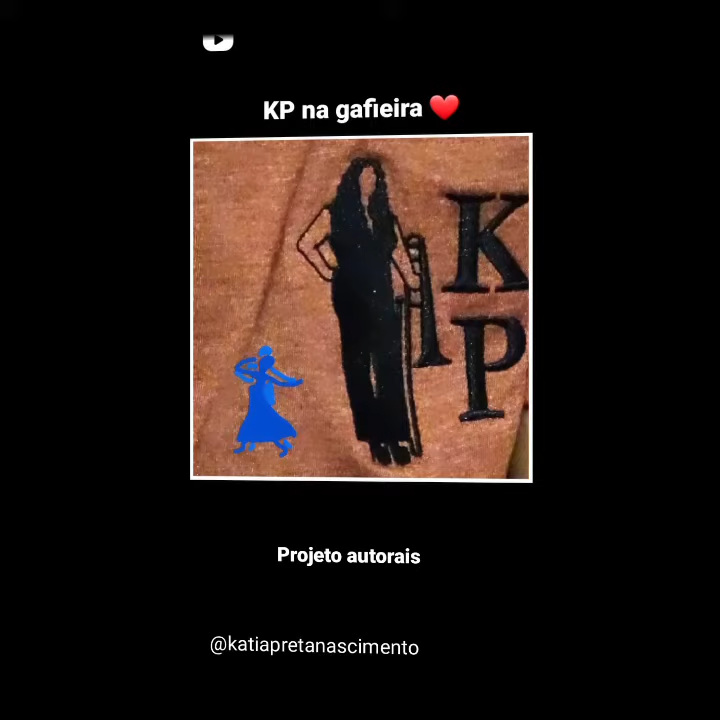 KP na gafieira ❤️
K
P
Projeto autorais
@katiapretanascimento